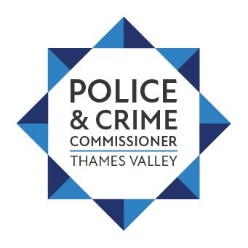 POLICE
& CRIME
COMMISSIONER
THAMES VALLEY